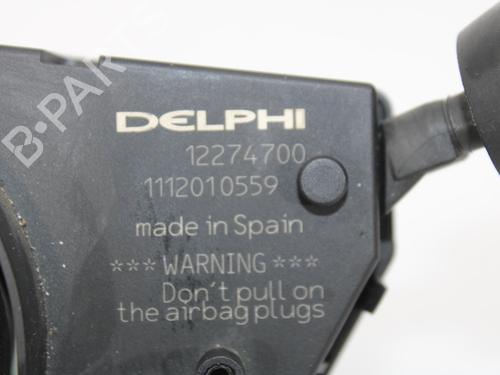 B-PARTS
DELPHI
12274700
1112010559
made in Spain
*** WARNING ***
Don't pull on
the airbag plugs